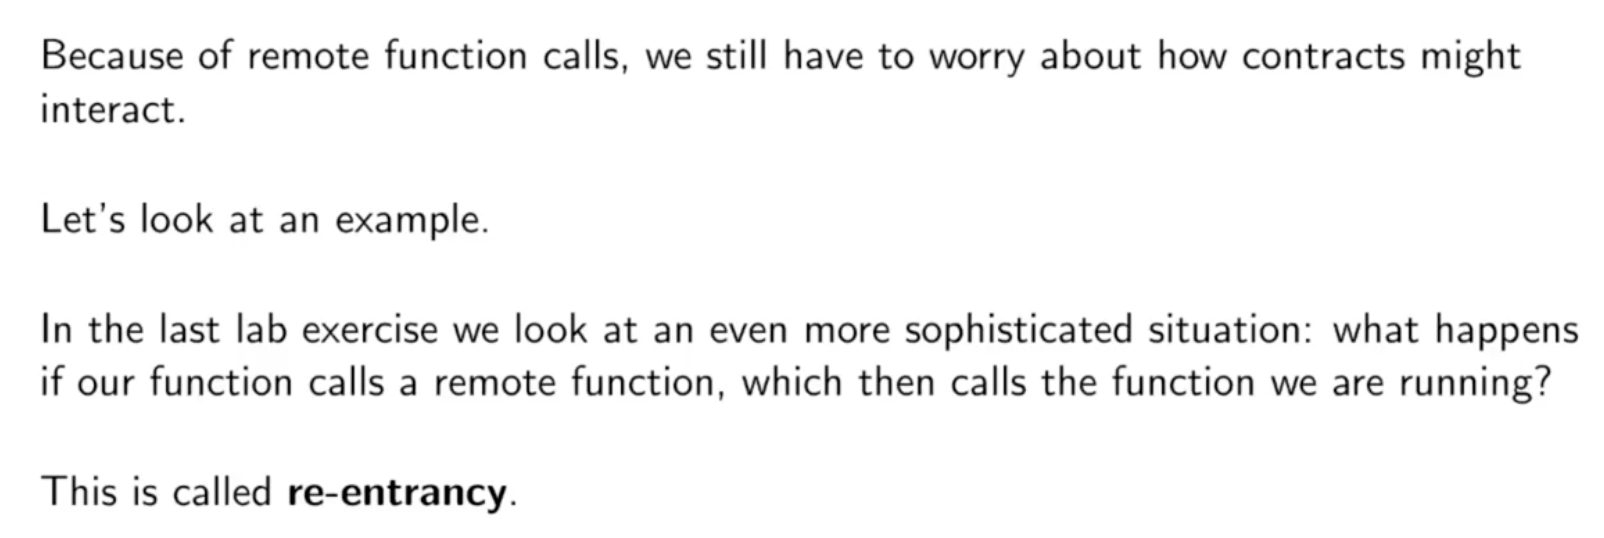 Because of remote function calls, we still have to worry about how contracts might
interact.
Let's look at an example.
In the last lab exercise we look at an even more sophisticated situation: what happens
if our function calls a remote function, which then calls the function we are running?
This is called re-entrancy.